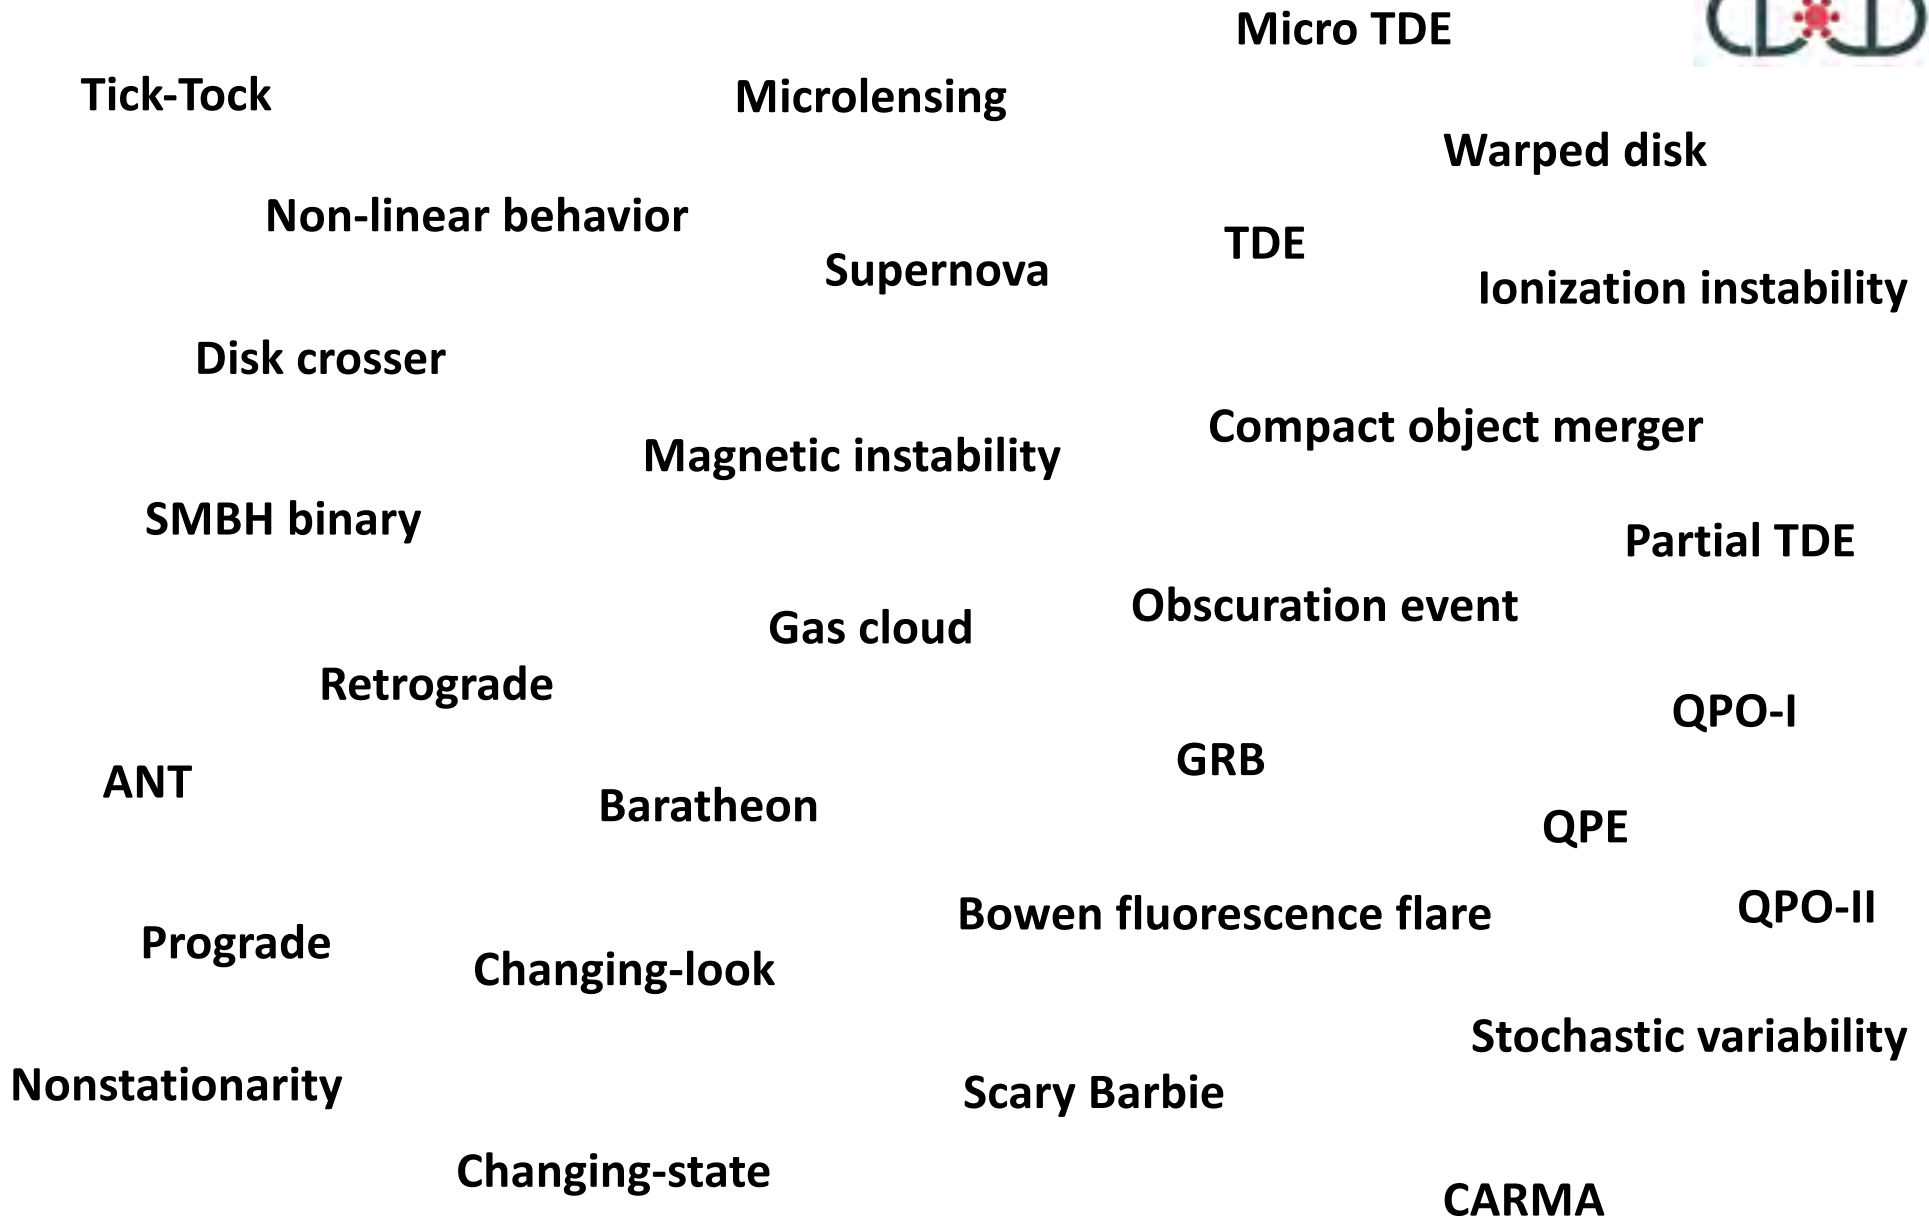 Micro TDE
Tick-Tock
Microlensing
Warped disk
Non-linear behavior
TDE
Supernova
Ionization instability
Disk crosser
Compact object merger
Magnetic instability
SMBH binary
Partial TDE
Obscuration event
Gas cloud
Retrograde
QPO-I
GRB
ANT
Baratheon
QPE
QPO-II
Bowen fluorescence flare
Prograde
Changing-look
Stochastic variability
Nonstationarity
Scary Barbie
Changing-state
CARMA